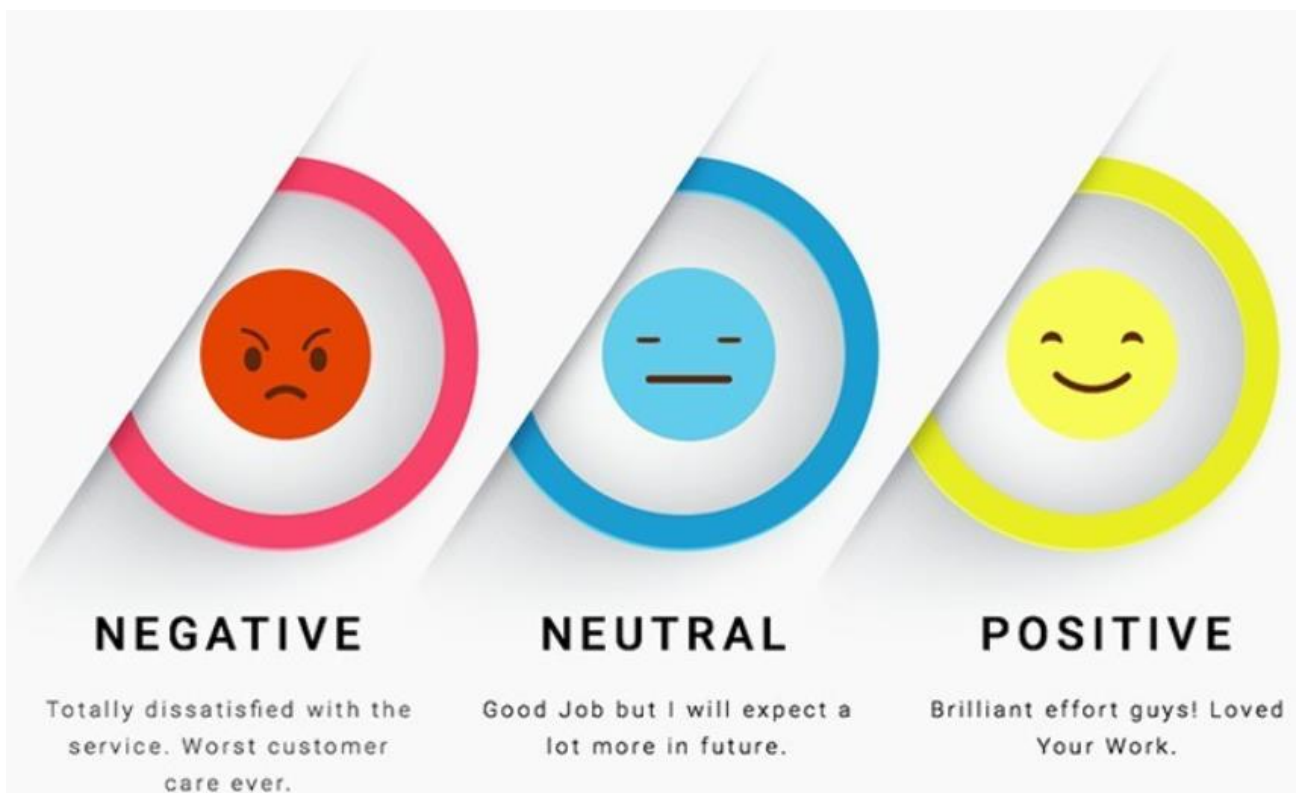 NEGATIVE
Totally dissatisfied with the
service. Worst customer
care ever.
NEUTRAL
Good Job but I will expect a
lot more in future.
POSITIVE
Brilliant effort guys! Loved
Your Work.